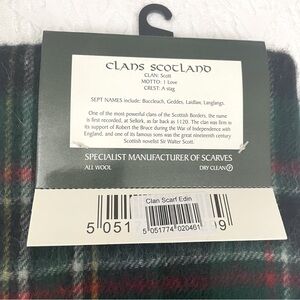 CLANS SCOTLAND
CLAN: Scott
MOTTO: I Love
CREST: A stag
SEPT NAMES include: Buccleuch, Geddes, Laidlaw, Langlangs.
One of the most powerful clans of the Scottish Borders, the name
is first recorded, at Selkirk, as far back as 1120. The clan was firm in
its support of Robert the Bruce during the War of Independence with
England, and one of its famous sons was the great nineteenth century
Scottish novelist Sir Walter Scott.
SPECIALIST MANUFACTURER OF SCARVES
ALL WOOL
DRY CLEAN P
Clan Scarf Edin
5 051774 020461
5 051
9